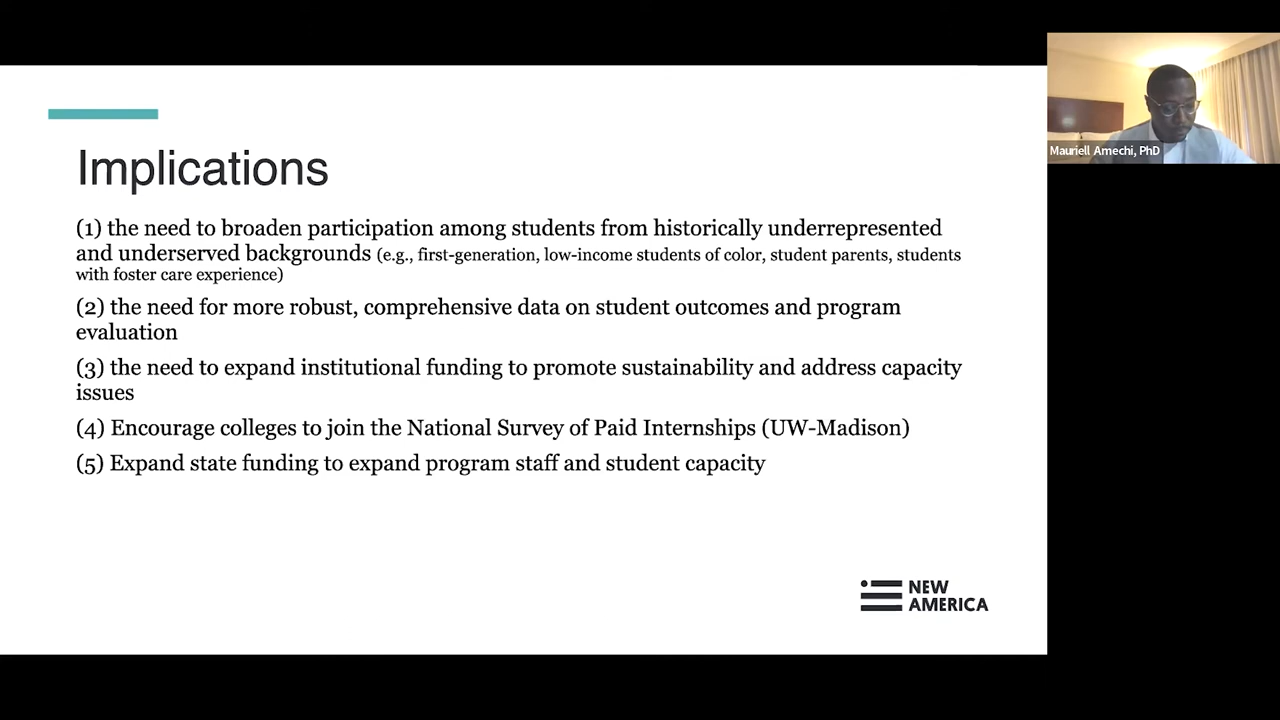 Implications
(1) the need to broaden participation among students from historically underrepresented
and underserved backgrounds (e.g., first-generation, low-income students of color, student parents, students
with foster care experience)
(2) the need for more robust, comprehensive data on student outcomes and program
evaluation
(3) the need to expand institutional funding to promote sustainability and address capacity
issues
(4) Encourage colleges to join the National Survey of Paid Internships (UW-Madison)
(5) Expand state funding to expand program staff and student capacity
NEW
AMERICA
Mauriell Amechi, PhD